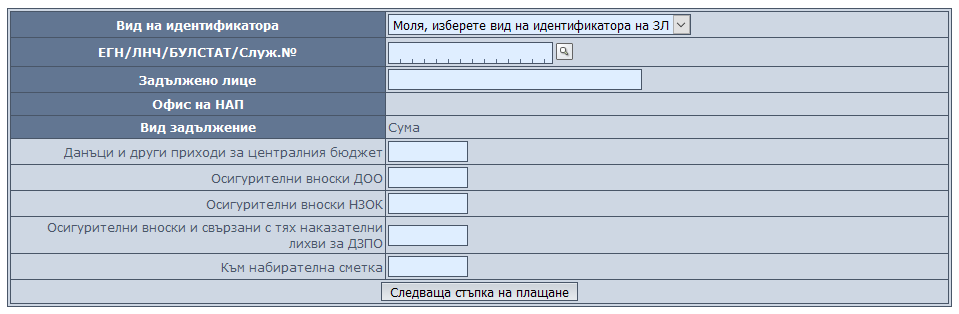 Вид на идентификатора Моля, изберете вид на идентификатора на ЗЛ
ЕГН/ЛНЧ/БУЛСТАТ/Служ.№
Задължено лице
Офис на НАП
Вид задължение Сума
Данъци и други приходи за централния бюджет
Осигурителни вноски ДОО
Осигурителни вноски НЗОК
Осигурителни вноски и свързани с тях наказателни
лихви за ДЗПО
Към набирателна сметка
Следваща стъпка на плащане